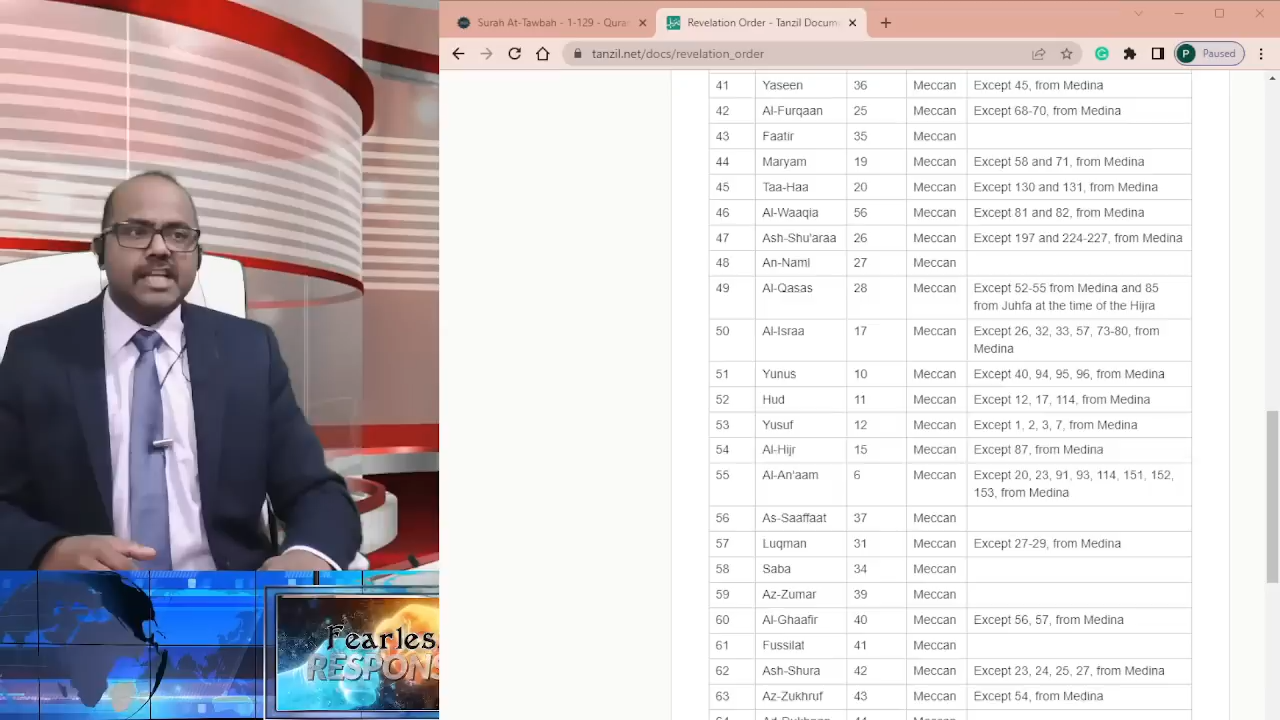 Surah At-Tawbah - 1-129 - Qura
Revelation Order - Tanzil Docum
tanzil.net/docs/revelation_order
P Paused
41 Yaseen 36 Meccan Except 45, from Medina
42 Al-Furqaan 25 Meccan Except 68-70, from Medina
43 Faatir 35 Meccan
44 Maryam 19 Meccan Except 58 and 71, from Medina
45 Taa-Haa 20 Meccan Except 130 and 131, from Medina
46 Al-Waaqia 56 Meccan Except 81 and 82, from Medina
47 Ash-Shu'araa 26 Meccan Except 197 and 224-227, from Medina
48 An-Naml 27 Meccan
49 Al-Qasas 28 Meccan Except 52-55 from Medina and 85
from Juhfa at the time of the Hijra
50 Al-Israa 17 Meccan Except 26, 32, 33, 57, 73-80, from
Medina
51 Yunus 10 Meccan Except 40, 94, 95, 96, from Medina
52 Hud 11 Meccan Except 12, 17, 114, from Medina
53 Yusuf 12 Meccan Except 1, 2, 3, 7, from Medina
54 Al-Hijr 15 Meccan Except 87, from Medina
55 Al-An'aam 6 Meccan Except 20, 23, 91, 93, 114, 151, 152,
153, from Medina
56 As-Saaffaat 37 Meccan
57 Luqman 31 Meccan Except 27-29, from Medina
58 Saba 34 Meccan
59 Az-Zumar 39 Meccan
60 Al-Ghaafir 40 Meccan Except 56, 57, from Medina
61 Fussilat 41 Meccan
62 Ash-Shura 42 Meccan Except 23, 24, 25, 27, from Medina
63 Az-Zukhruf 43 Meccan Except 54, from Medina
Fearles
RESPONS